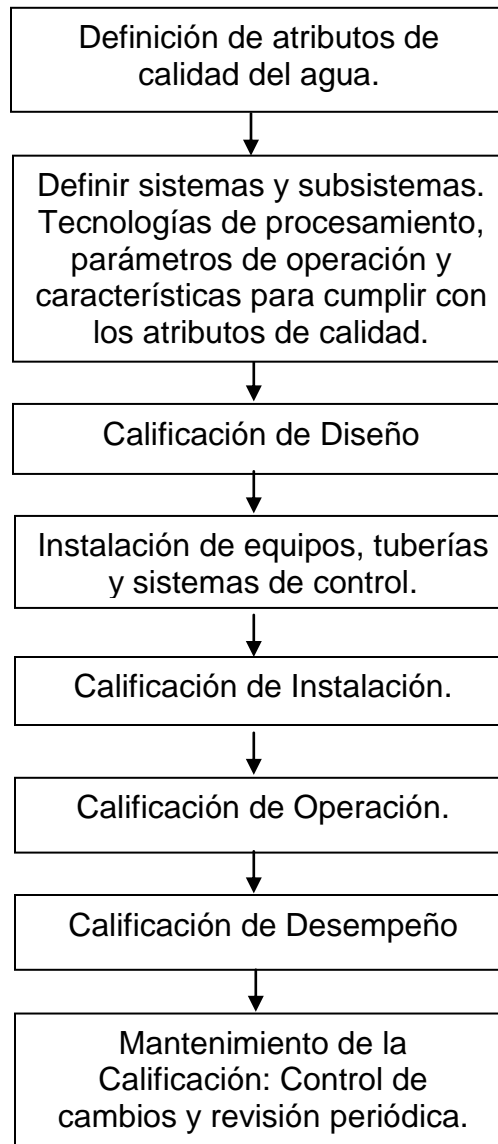 Definición de atributos de
calidad del agua.
Definir sistemas y subsistemas.
Tecnologías de procesamiento,
parámetros de operación y
características para cumplir con
los atributos de calidad.
Calificación de Diseño
Instalación de equipos, tuberías
y sistemas de control.
Calificación de Instalación.
Calificación de Operación.
Calificación de Desempeño
Mantenimiento de la
Calificación: Control de
cambios y revisión periódica.